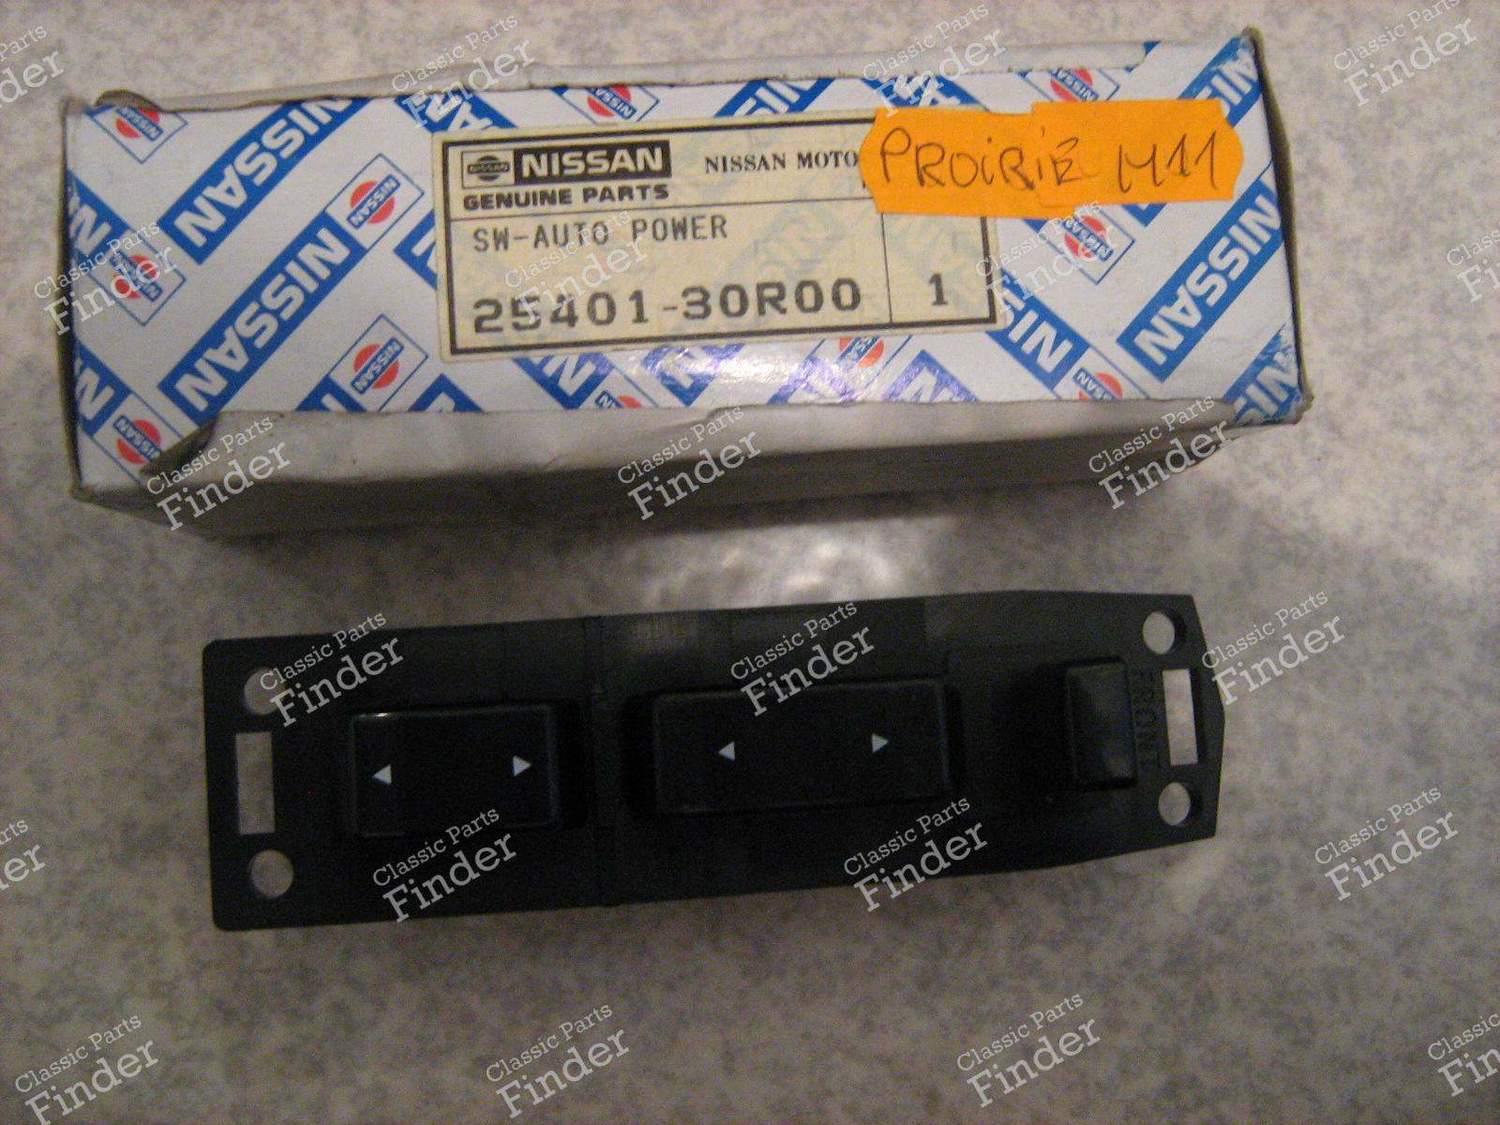 NISSAN
NISSAN MOTO
PROIRIE M11
GENUINE PARTS
SW-AUTO POWER
25401-30R00
1
FRONT
NISSAN
NISSAN
NISSAN
NISSAN
Classic Parts
Finder